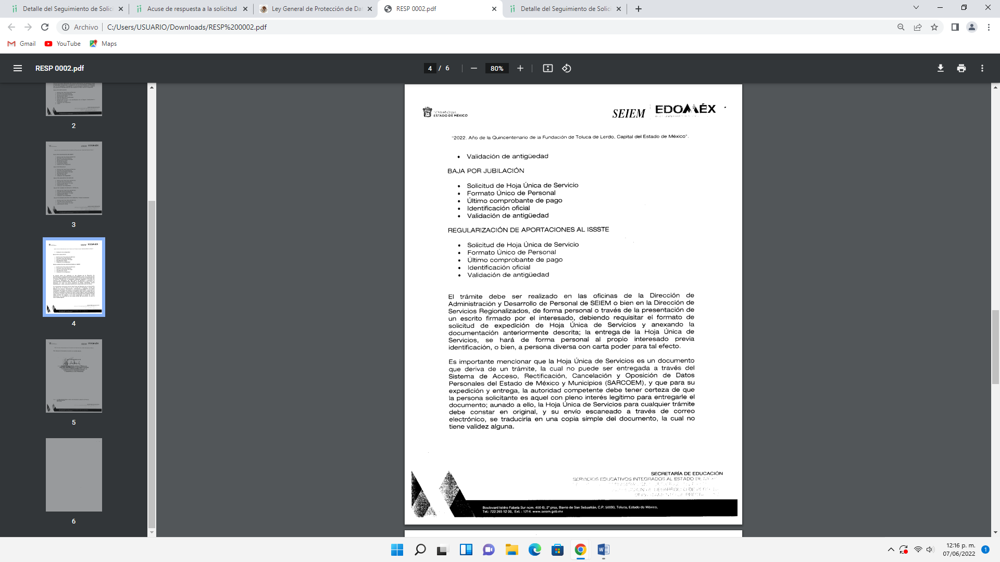 Detalle del Seguimiento de Solic
Acuse de respuesta a la solicitud
Ley General de Protección de Da
RESP 0002.pdf
Detalle del Seguimiento de Solic
Archivo
C:/Users/USUARIO/Downloads/RESP%200002.pdf
Gmail
YouTube
Maps
RESP 0002.pdf
4 / 6
80%
2
3
4
5
6
GOBIERNO DEL
ESTADO DE MÉXICO
SEIEM
EDOMÉX
"2022. Año de la Quincentenario de la Fundación de Toluca de Lerdo, Capital del Estado de México".
• Validación de antigüedad
BAJA POR JUBILACIÓN
• Solicitud de Hoja Única de Servicio
• Formato Único de Personal
• Último comprobante de pago
• Identificación oficial
• Validación de antigüedad
REGULARIZACIÓN DE APORTACIONES AL ISSSTE
• Solicitud de Hoja Única de Servicio
• Formato Único de Personal
• Último comprobante de pago
• Identificación oficial
• Validación de antigüedad
El trámite debe ser realizado en las oficinas de la Dirección de
Administración y Desarrollo de Personal de SEIEM o bien en la Dirección de
Servicios Regionalizados, de forma personal o través de la presentación de
un escrito firmado por el interesado, debiendo requisitar el formato de
solicitud de expedición de Hoja Única de Servicios y anexando la
documentación anteriormente descrita; la entrega de la Hoja Única de
Servicios, se hará de forma personal al propio interesado previa
identificación, o bien, a persona diversa con carta poder para tal efecto.
Es importante mencionar que la Hoja Única de Servicios es un documento
que deriva de un trámite, la cual no puede ser entregada a través del
Sistema de Acceso, Rectificación, Cancelación y Oposición de Datos
Personales del Estado de México y Municipios (SARCOEM), y que para su
expedición y entrega, la autoridad competente debe tener certeza de que
la persona solicitante es aquel con pleno interés legítimo para entregarle el
documento; aunado a ello, la Hoja Única de Servicios para cualquier trámite
debe constar en original, y su envío escaneado a través de correo
electrónico, se traduciría en una copia simple del documento, la cual no
tiene validez alguna.
SECRETARÍA DE EDUCACIÓN
SERVICIOS EDUCATIVOS INTEGRADOS AL ESTADO DE
Boulevard Isidro Fabela Sur núm. 400-B, 2° piso, Barrio de San Sebastián, C.P. 50090, Toluca, Estado de México,
Tel.: 722 265 12 00, Ext. : 1214. www.seiem.gob.mx
12:16 p. m.
07/06/2022
1